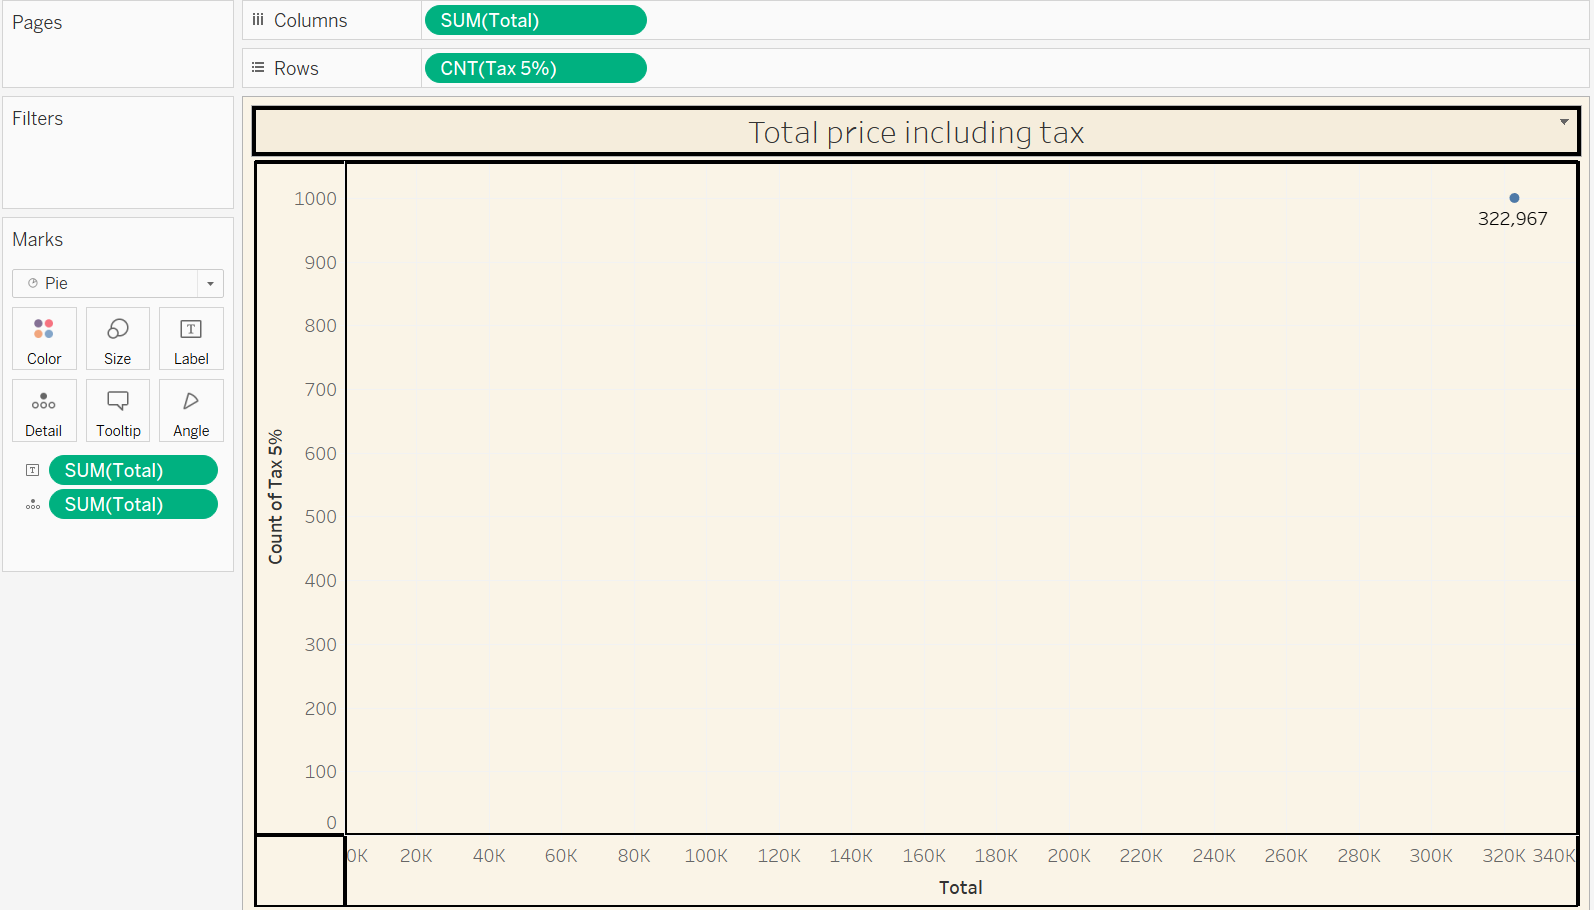 Pages
Columns
SUM(Total)
Rows
CNT(Tax 5%)
Filters
Total price including tax
Marks
Pie
Color
Size
Label
Detail
Tooltip
Angle
SUM(Total)
SUM(Total)
Count of Tax 5%
1000
900
800
700
600
500
400
300
200
100
0
322,967
0K 20K 40K 60K 80K 100K 120K 140K 160K 180K 200K 220K 240K 260K 280K 300K 320K 340K
Total